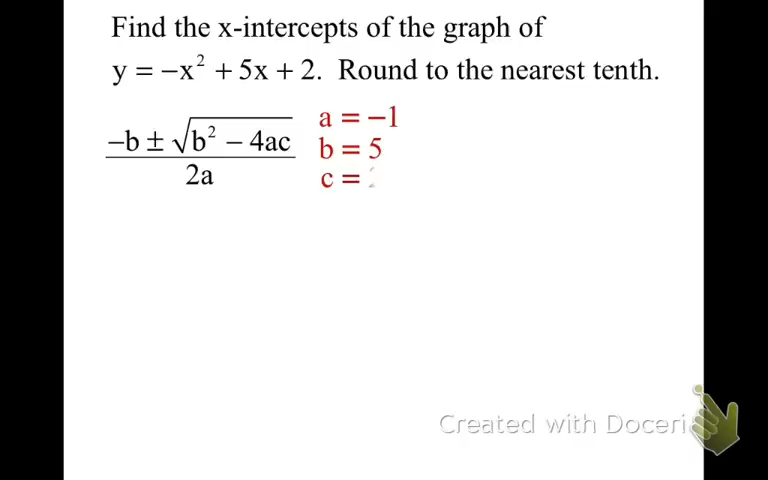 Find the x-intercepts of the graph of
y = −x² + 5x + 2. Round to the nearest tenth.
−b ± √b² − 4ac
2a
a = −1
b = 5
c =
Created with Doceri